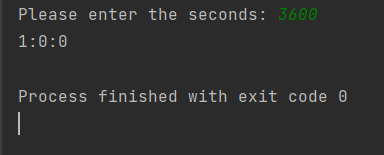 Please enter the seconds: 3600
1:0:0
Process finished with exit code 0